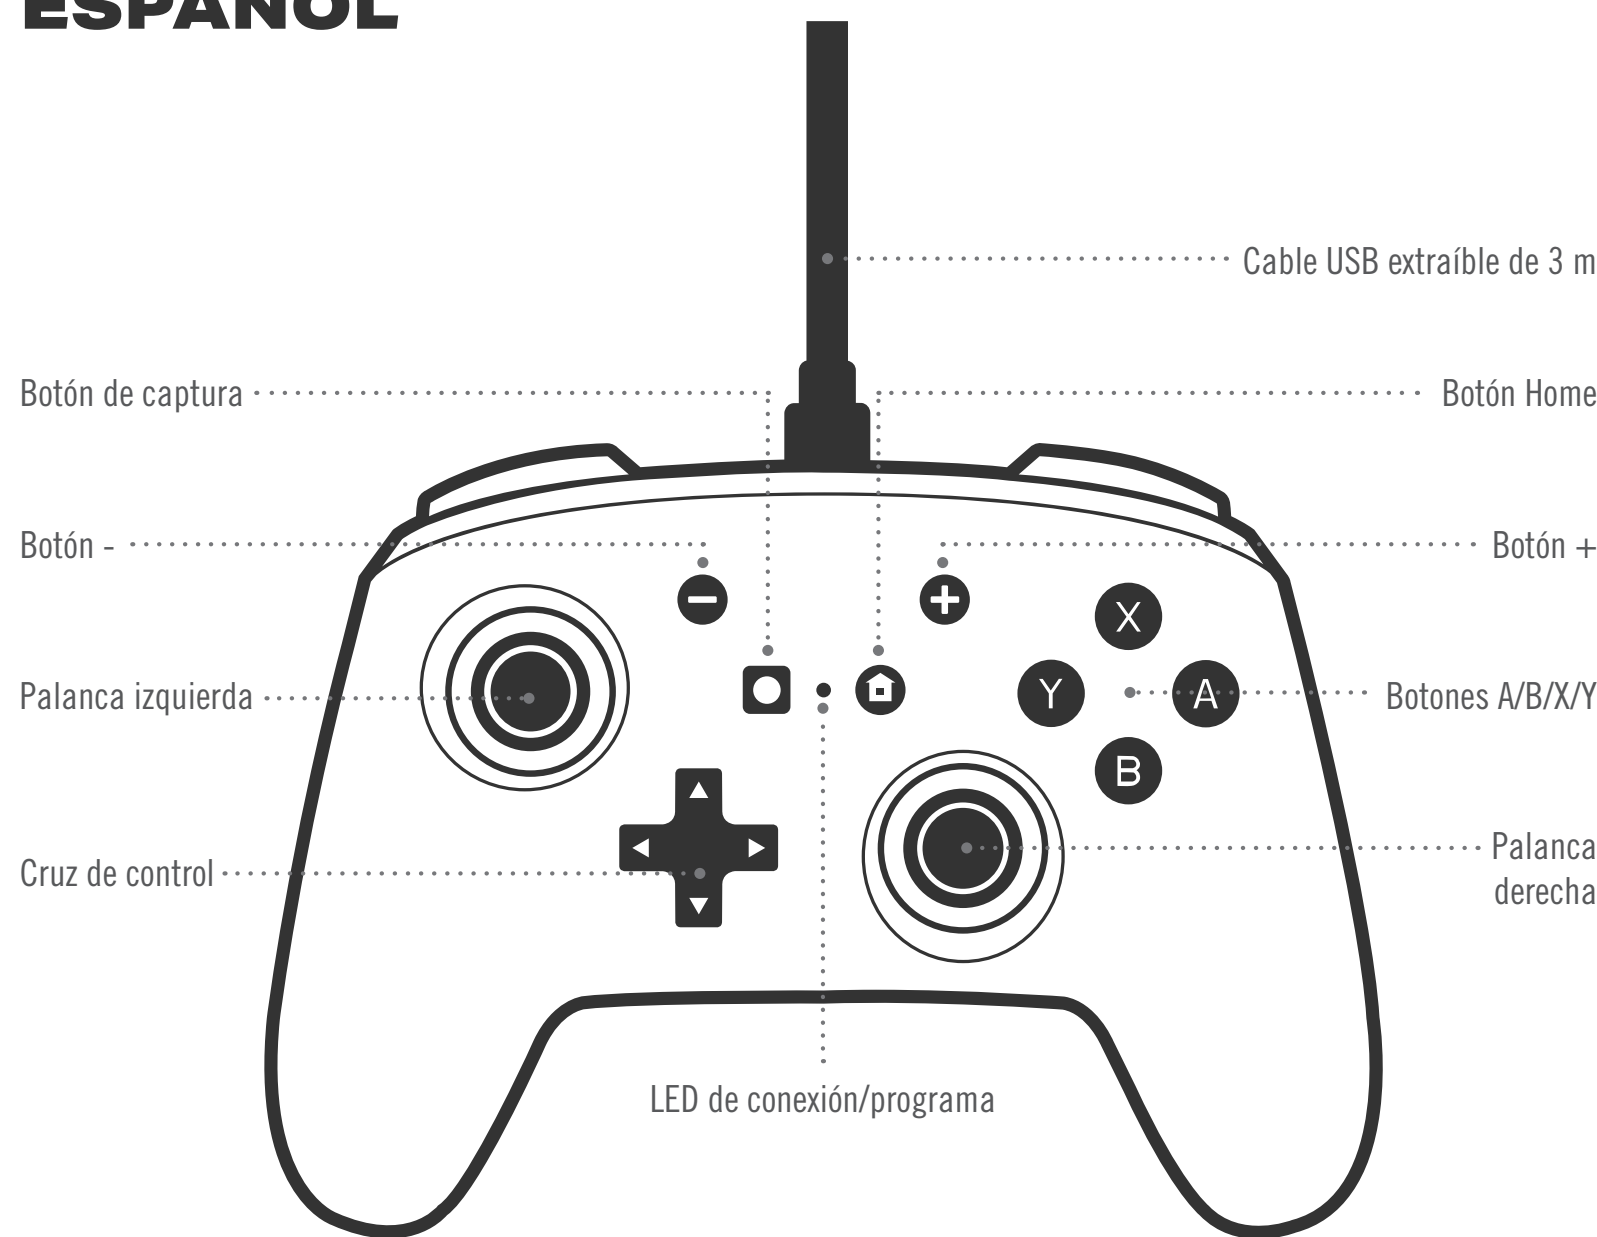 ESPAÑOL
Cable USB extraíble de 3 m
Botón de captura
Botón Home
Botón -
Botón +
X
Palanca izquierda
Y
A
Botones A/B/X/Y
B
Palanca
derecha
Cruz de control
LED de conexión/programa